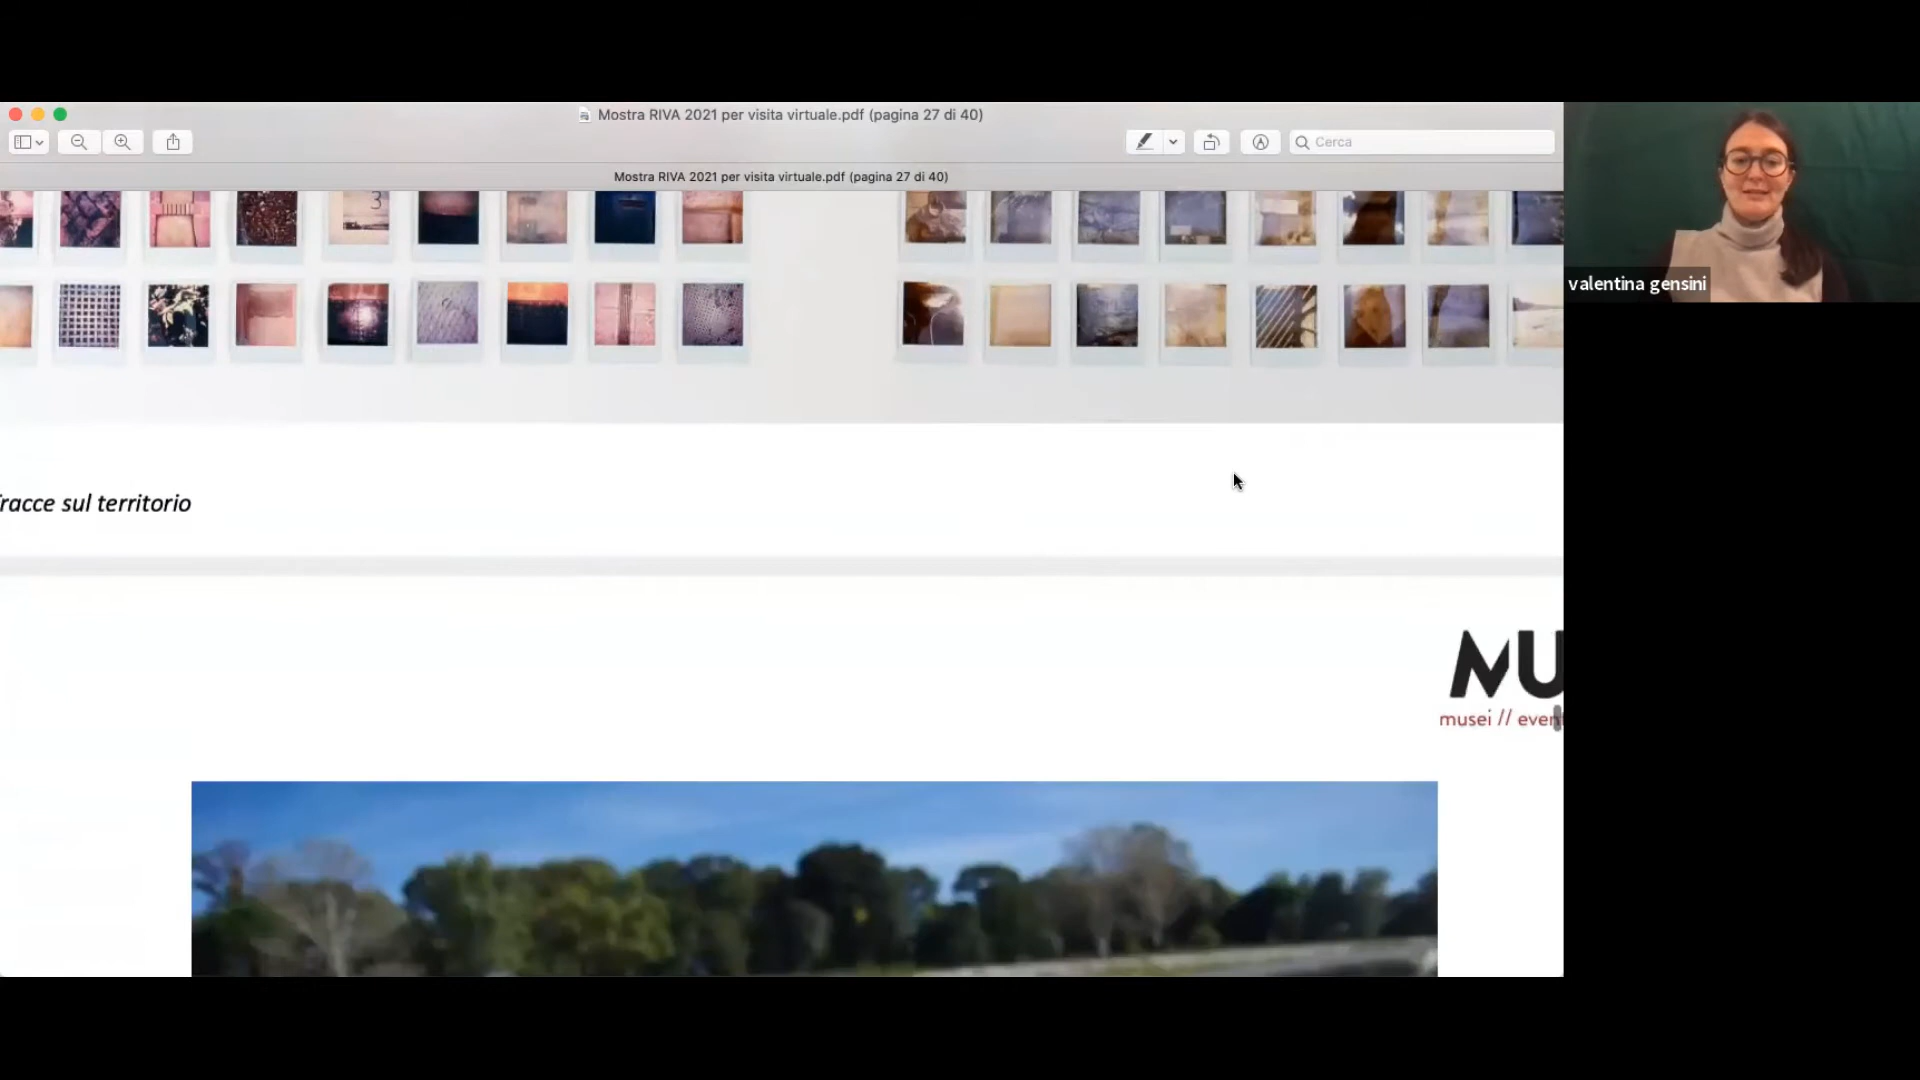 Mostra RIVA 2021 per visita virtuale.pdf (pagina 27 di 40)
Cerca
Mostra RIVA 2021 per visita virtuale.pdf (pagina 27 di 40)
valentina gensini
3
racce sul territorio
MU
musei // even